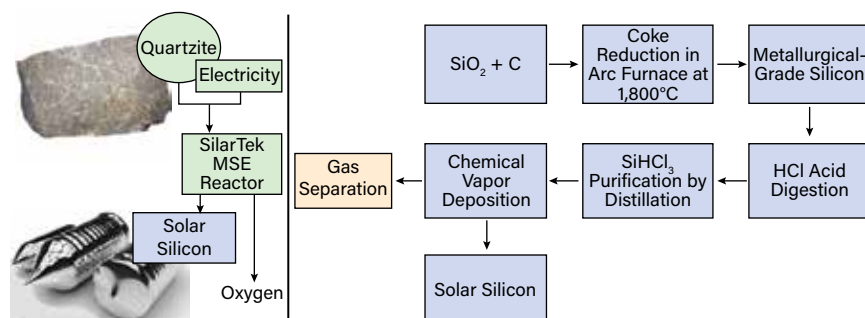 Quartzite
Electricity
SilarTek
MSE
Reactor
Solar
Silicon
Oxygen
SiO₂ + C
Coke
Reduction in
Arc Furnace at
1,800°C
Metallurgical-
Grade Silicon
HCl Acid
Digestion
SiHCl₃
Purification by
Distillation
Chemical
Vapor
Deposition
Gas
Separation
Solar Silicon